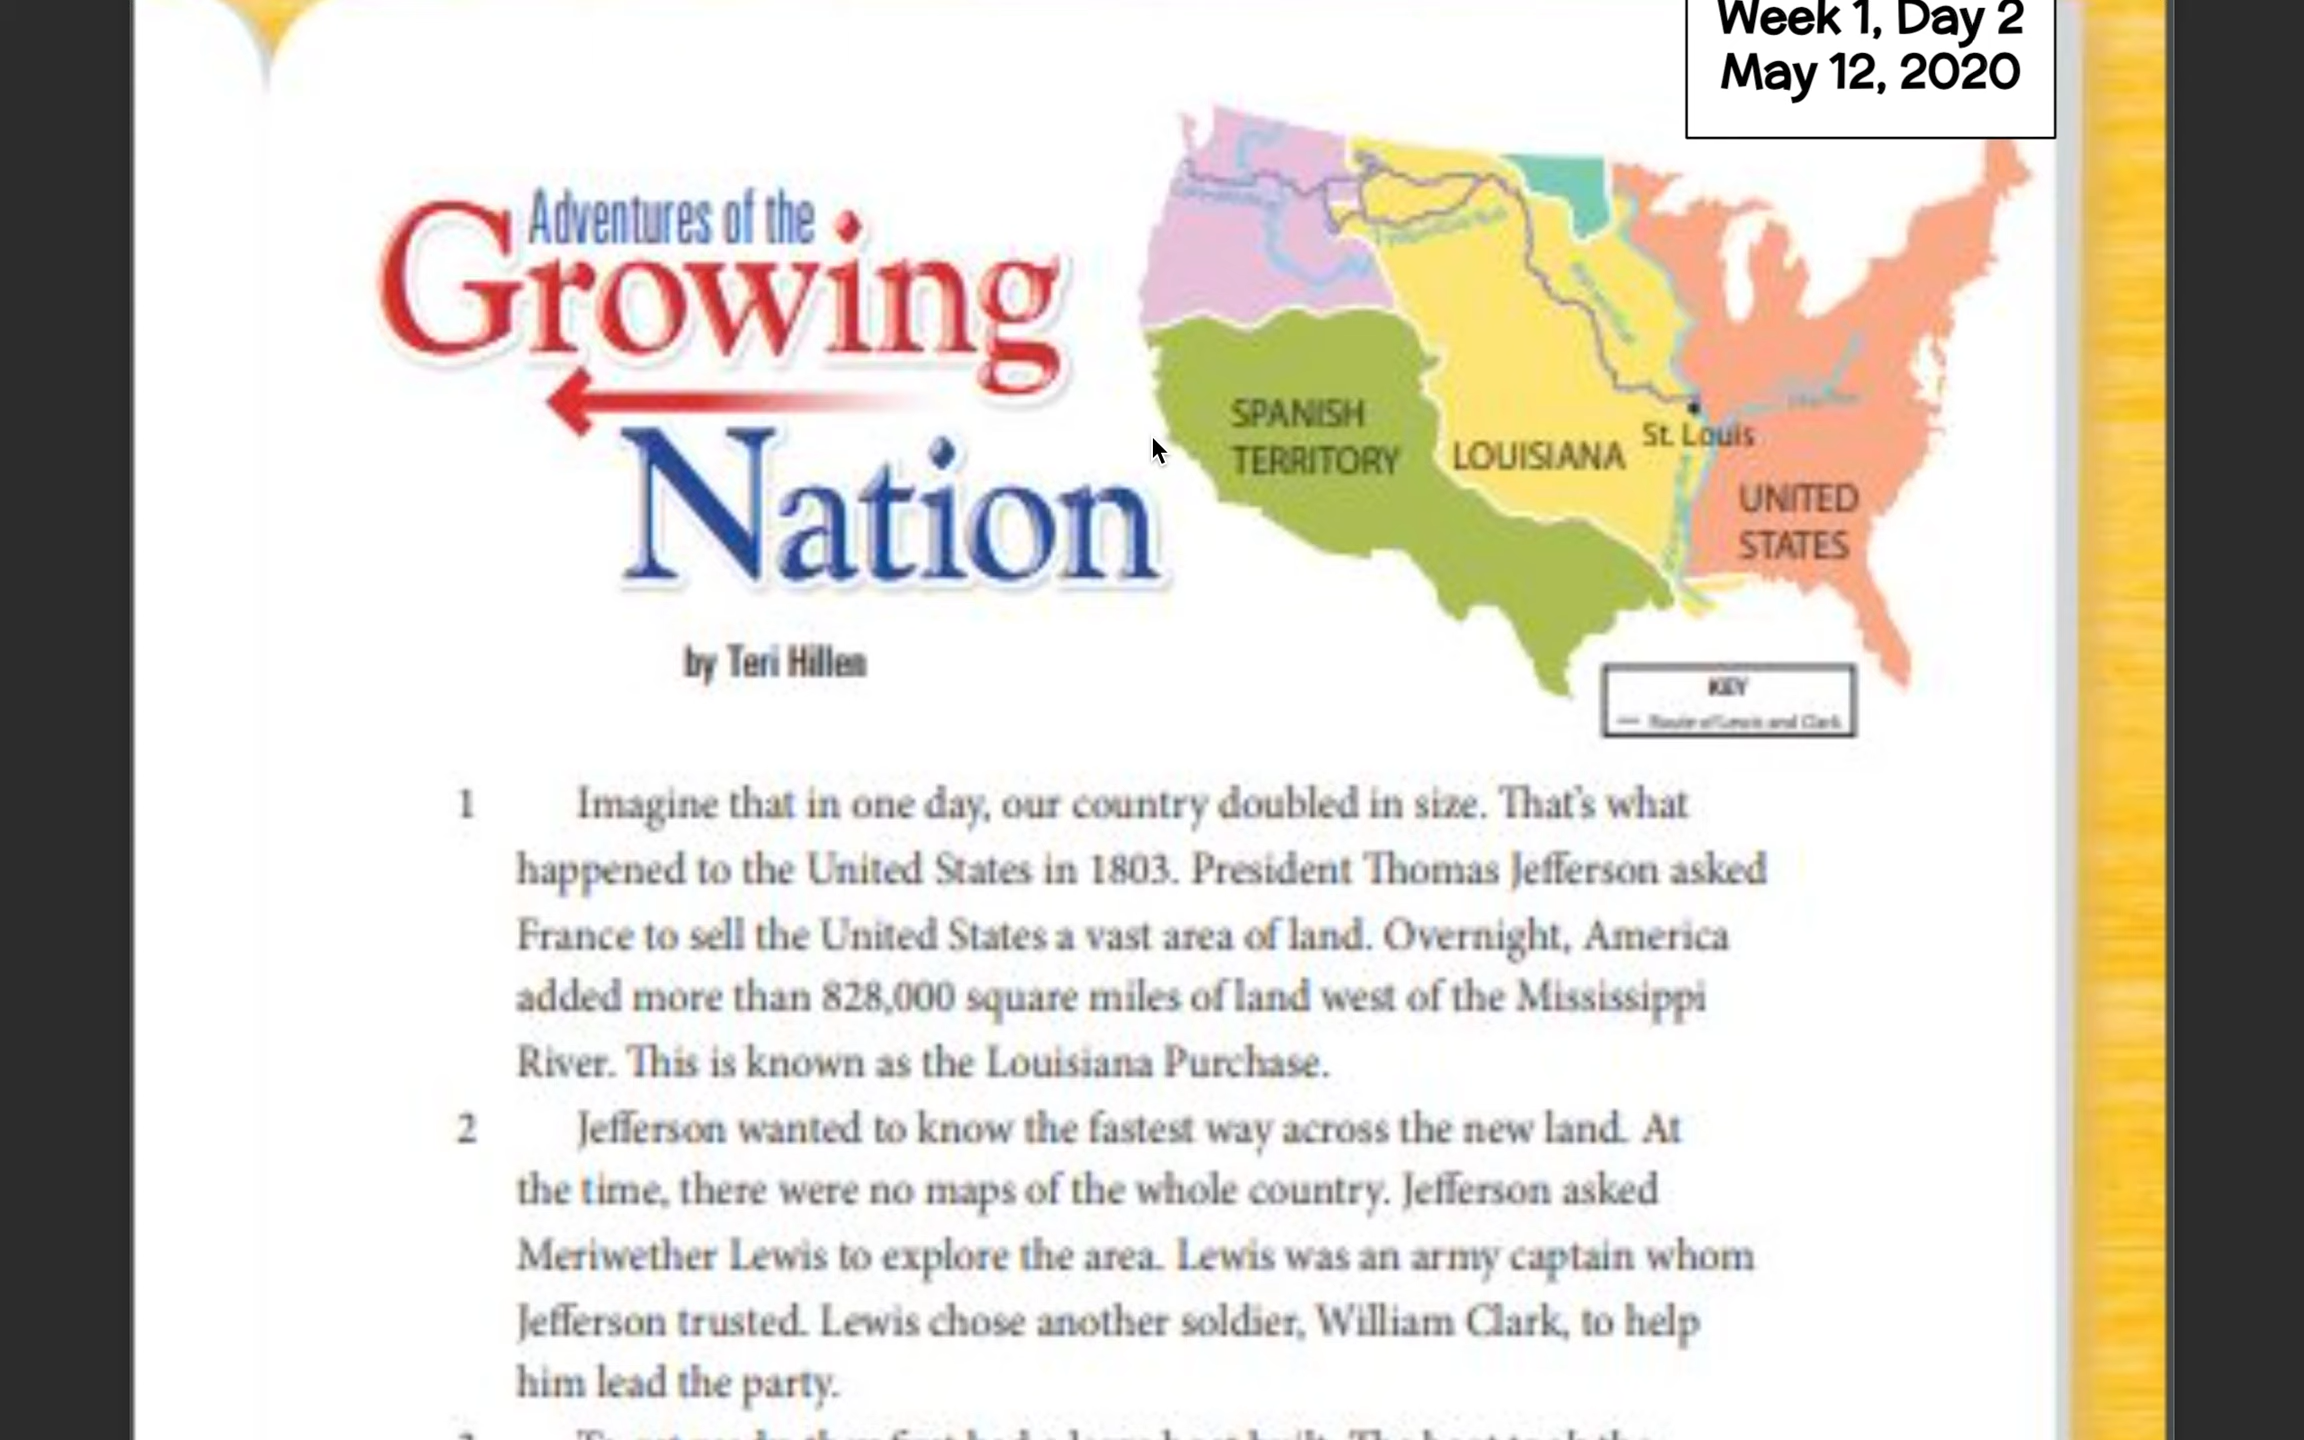 Week 1, Day 2
May 12, 2020
Adventures of the
Growing
Nation
by Teri Hillen
SPANISH
TERRITORY
LOUISIANA
St. Louis
UNITED
STATES
KEY
Route of Lewis and Clark
1 Imagine that in one day, our country doubled in size. That's what
happened to the United States in 1803. President Thomas Jefferson asked
France to sell the United States a vast area of land. Overnight, America
added more than 828,000 square miles of land west of the Mississippi
River. This is known as the Louisiana Purchase.
2 Jefferson wanted to know the fastest way across the new land. At
the time, there were no maps of the whole country. Jefferson asked
Meriwether Lewis to explore the area. Lewis was an army captain whom
Jefferson trusted. Lewis chose another soldier, William Clark, to help
him lead the party.